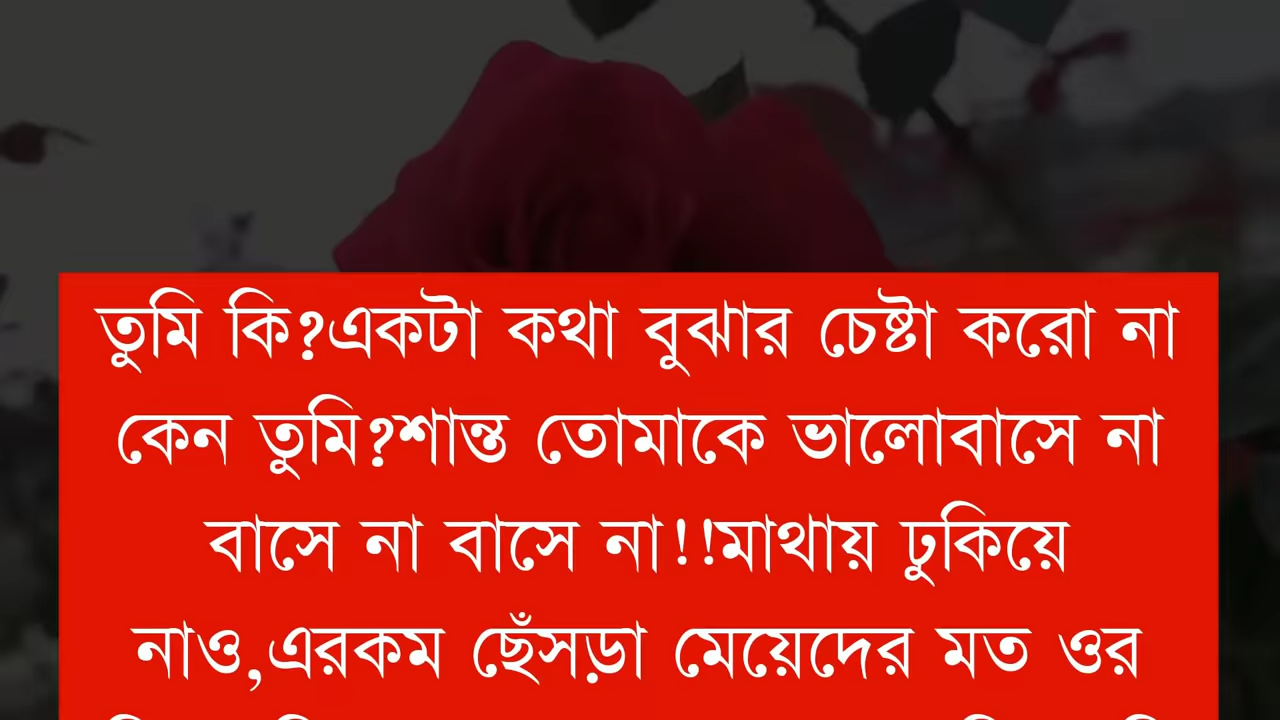 তুমি কি?একটা কথা বুঝার চেষ্টা করো না
কেন তুমি?শান্ত তোমাকে ভালোবাসে না
বাসে না বাসে না!!মাথায় ঢুকিয়ে
নাও,এরকম ছেঁসড়া মেয়েদের মত ওর